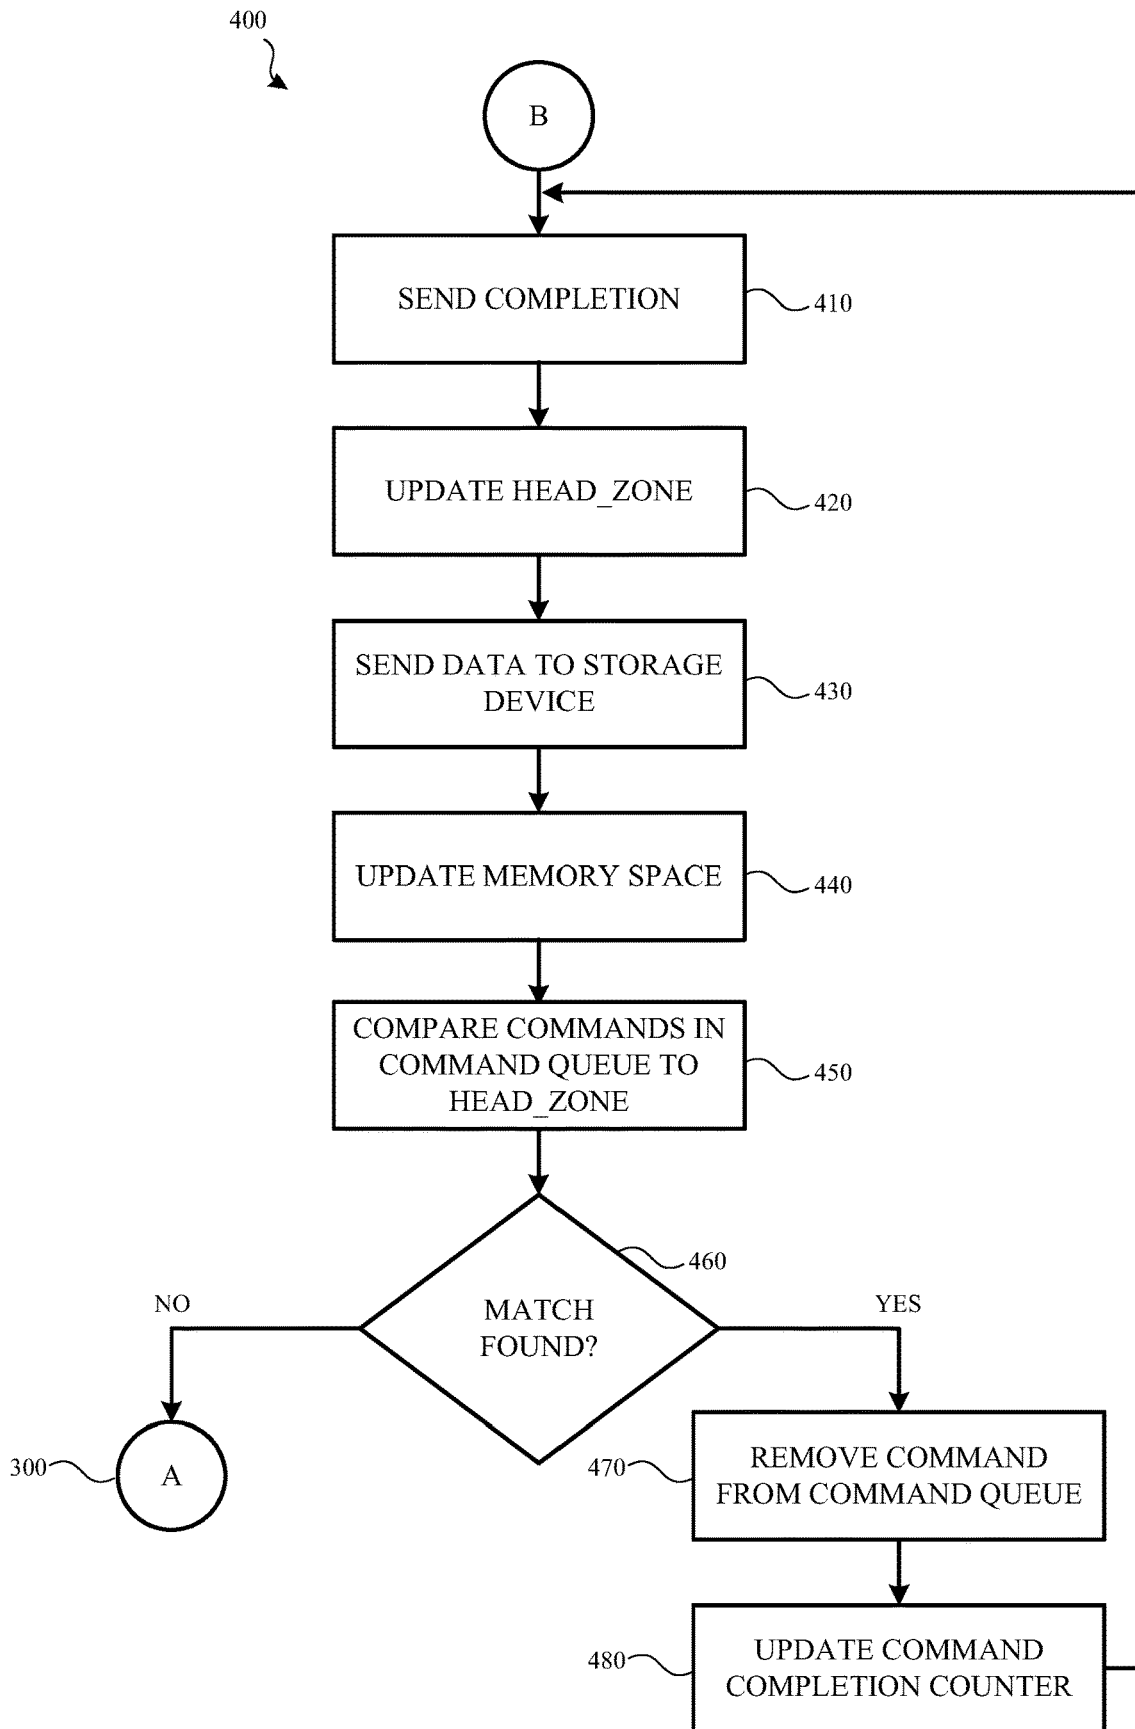 400
B
SEND COMPLETION
410
UPDATE HEAD_ZONE
420
SEND DATA TO STORAGE
DEVICE
430
UPDATE MEMORY SPACE
440
COMPARE COMMANDS IN
COMMAND QUEUE TO
HEAD_ZONE
450
460
MATCH
FOUND?
NO
YES
300
A
470
REMOVE COMMAND
FROM COMMAND QUEUE
480
UPDATE COMMAND
COMPLETION COUNTER